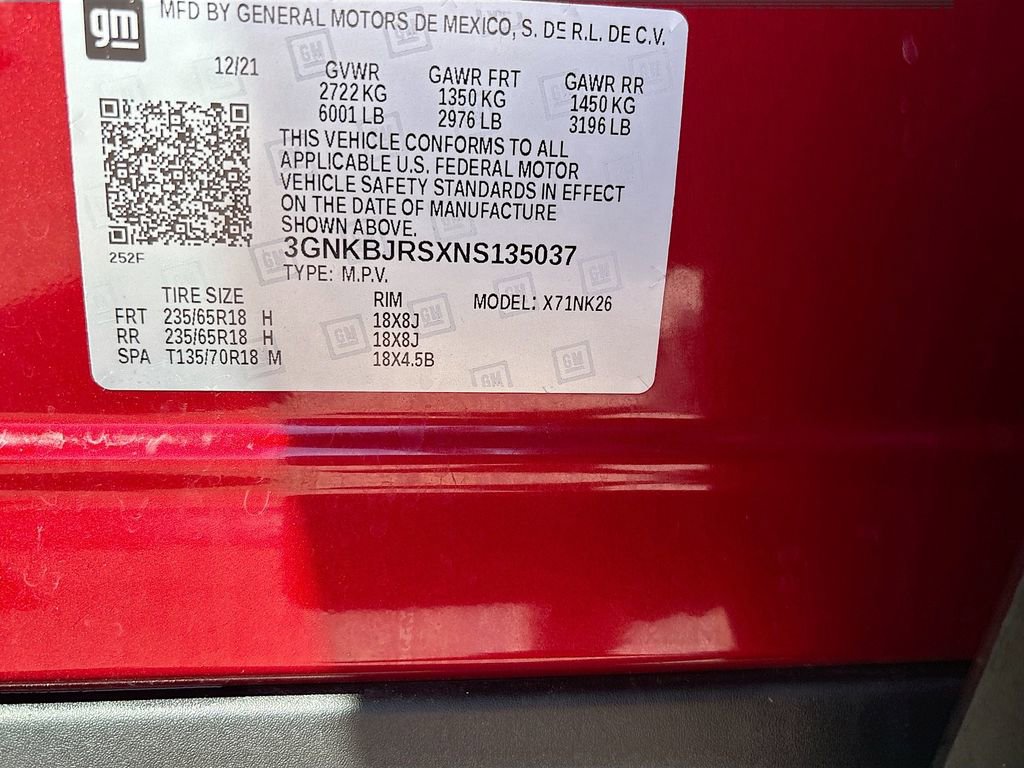 gm
MFD BY GENERAL MOTORS DE MEXICO, S. DE R.L. DE C.V.
12/21 GVWR GAWR FRT GAWR RR
2722 KG 1350 KG 1450 KG
6001 LB 2976 LB 3196 LB
THIS VEHICLE CONFORMS TO ALL
APPLICABLE U.S. FEDERAL MOTOR
VEHICLE SAFETY STANDARDS IN EFFECT
ON THE DATE OF MANUFACTURE
SHOWN ABOVE.
252F
3GNKBJRSXNS135037
TYPE: M.P.V.
TIRE SIZE RIM MODEL: X71NK26
FRT 235/65R18 H 18X8J
RR 235/65R18 H 18X8J
SPA T135/70R18 M 18X4.5B